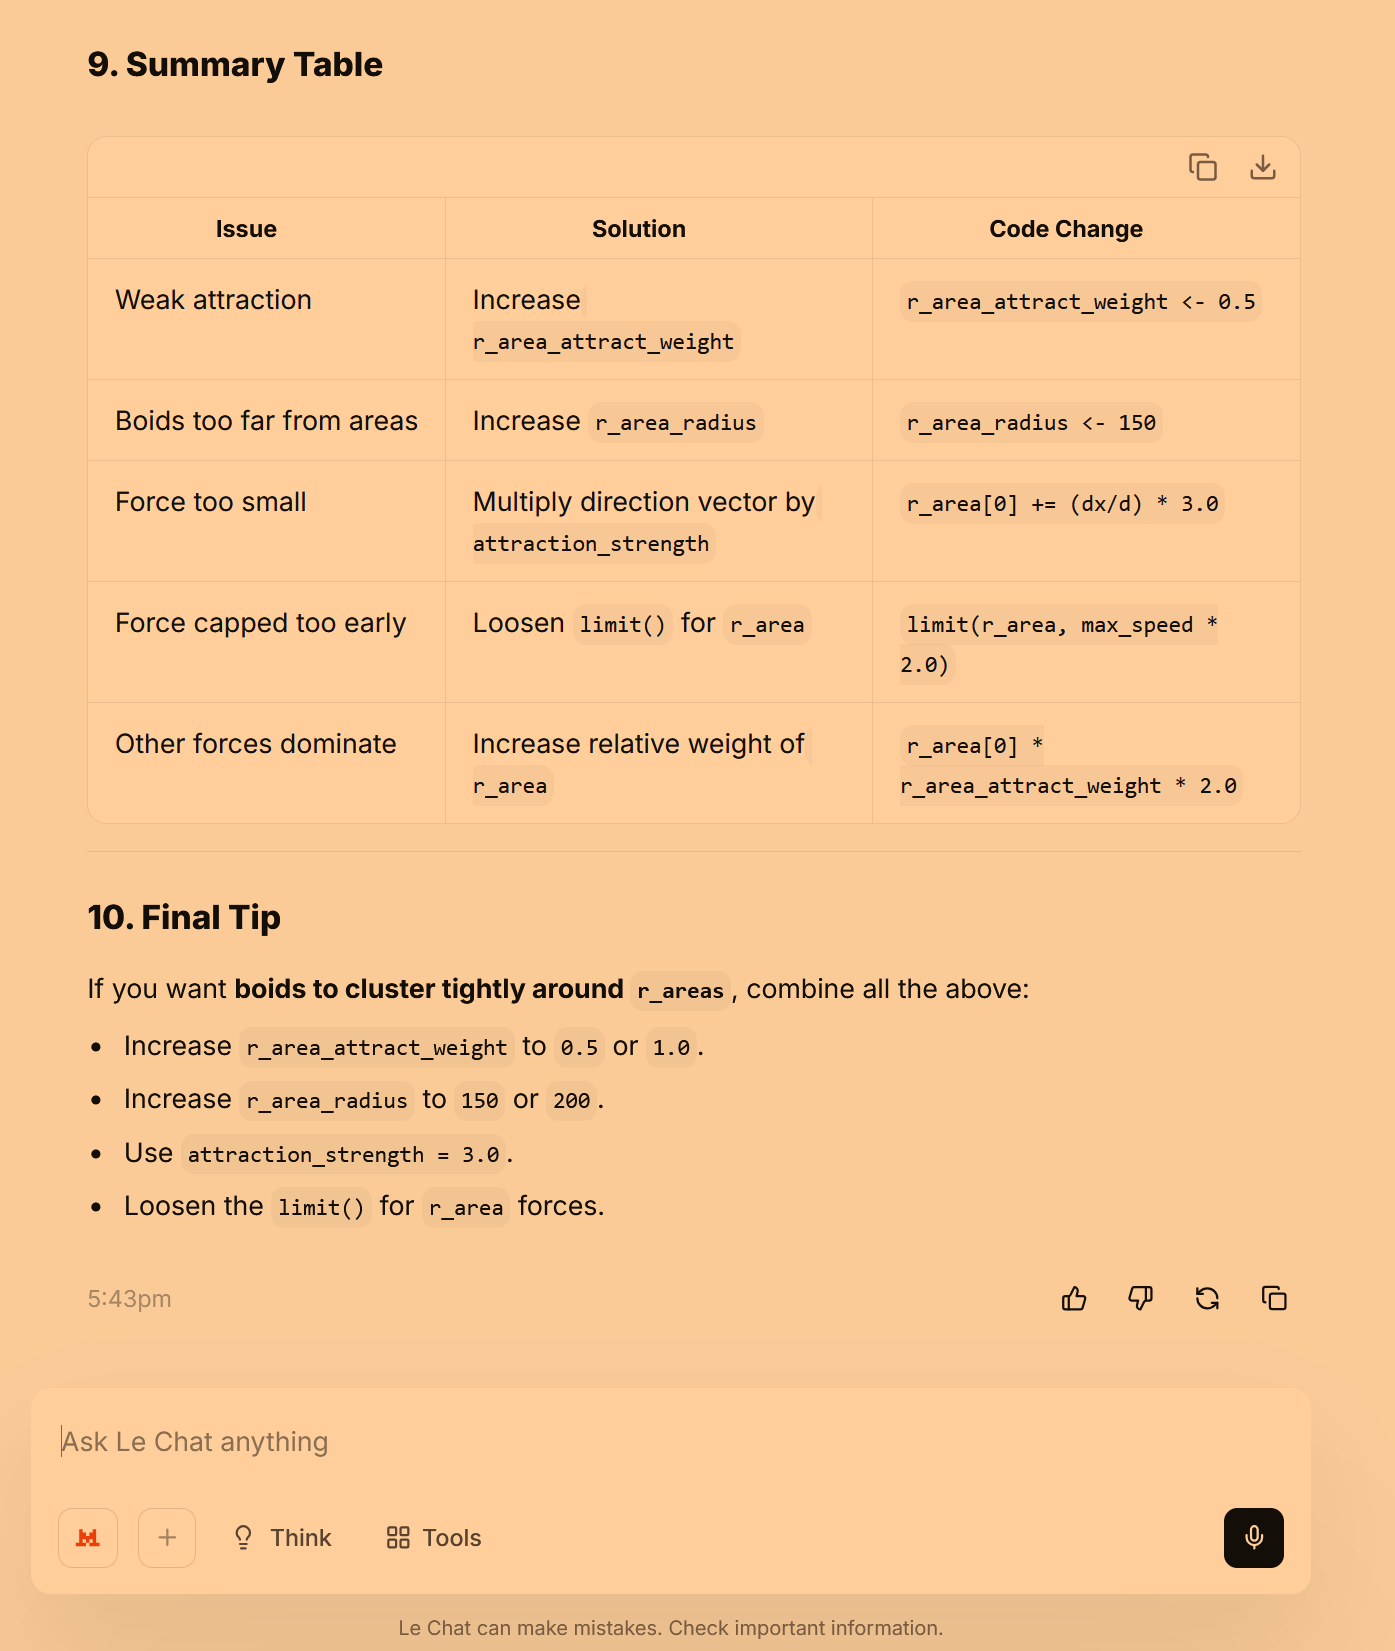 9. Summary Table
Issue
Solution
Code Change
Weak attraction
Increase
r_area_attract_weight
r_area_attract_weight <- 0.5
Boids too far from areas
Increase r_area_radius
r_area_radius <- 150
Force too small
Multiply direction vector by
attraction_strength
r_area[0] += (dx/d) * 3.0
Force capped too early
Loosen limit() for r_area
limit(r_area, max_speed *
2.0)
Other forces dominate
Increase relative weight of
r_area
r_area[0] *
r_area_attract_weight * 2.0
10. Final Tip
If you want boids to cluster tightly around r_areas, combine all the above:
• Increase r_area_attract_weight to 0.5 or 1.0.
• Increase r_area_radius to 150 or 200.
• Use attraction_strength = 3.0.
• Loosen the limit() for r_area forces.
5:43pm
Ask Le Chat anything
Think
Tools
Le Chat can make mistakes. Check important information.